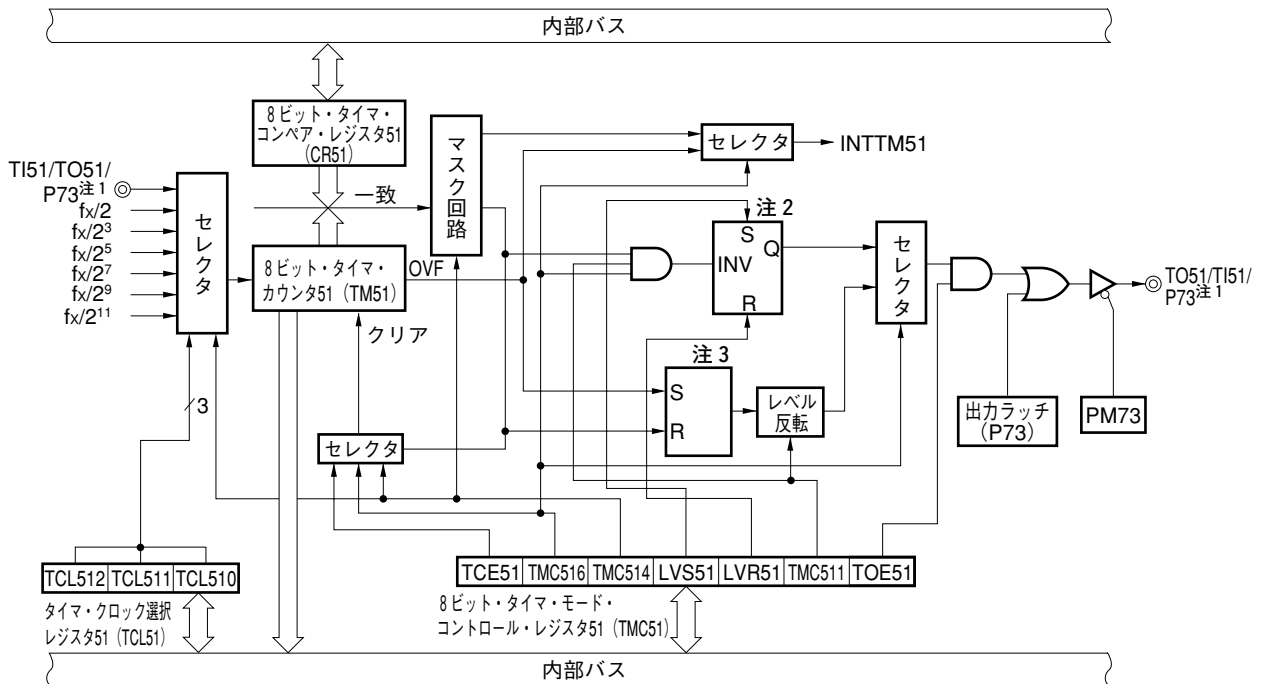 内部バス
8ビット・タイマ・
コンペア・レジスタ51
(CR51)
マスク回路
セレクタ
INTTM51
TI51/TO51/
P73注1
fx/2
fx/2³
fx/2⁵
fx/2⁷
fx/2⁹
fx/2¹¹
セレクタ
一致
8ビット・タイマ・
カウンタ51 (TM51)
OVF
クリア
注2
S
INV
Q
R
セレクタ
TO51/TI51/
P73注1
注3
S
R
レベル
反転
出力ラッチ
(P73)
PM73
3
セレクタ
TCL512 TCL511 TCL510
タイマ・クロック選択
レジスタ51 (TCL51)
TCE51 TMC516 TMC514 LVS51 LVR51 TMC511 TOE51
8ビット・タイマ・モード・
コントロール・レジスタ51 (TMC51)
内部バス